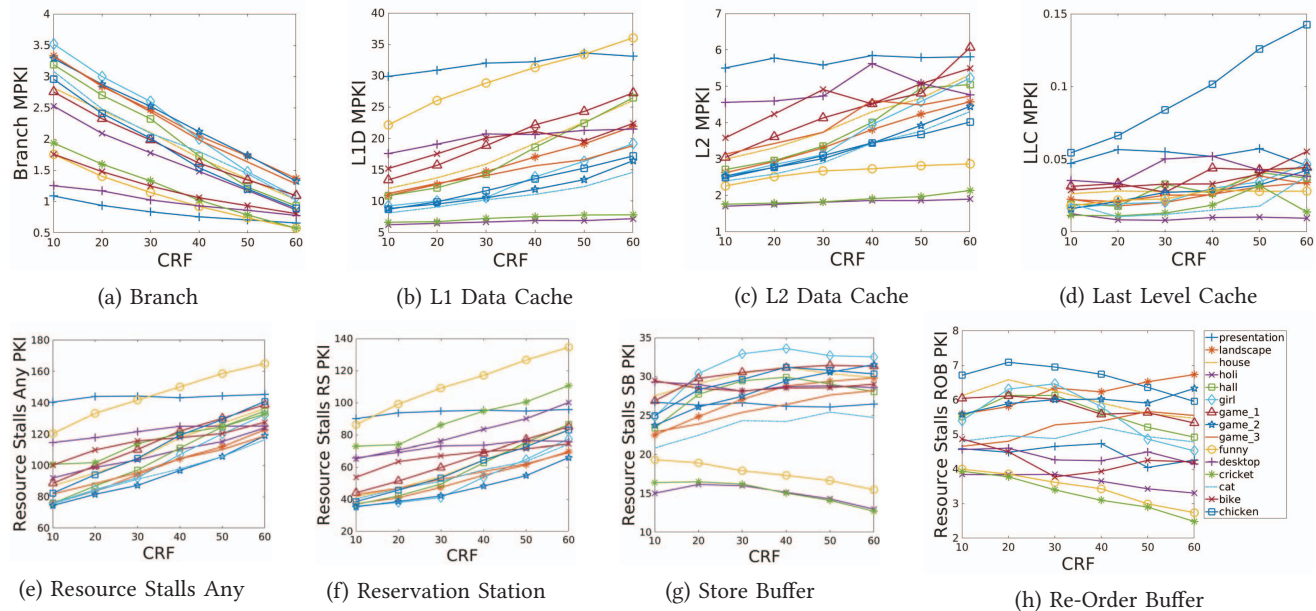 Branch MPKI
4
3.5
3
2.5
2
1.5
1
0.5
10 20 30 40 50 60
CRF
(a) Branch
L1D MPKI
40
35
30
25
20
15
10
5
10 20 30 40 50 60
CRF
(b) L1 Data Cache
L2 MPKI
7
6
5
4
3
2
1
10 20 30 40 50 60
CRF
(c) L2 Data Cache
LLC MPKI
0.15
0.1
0.05
0
10 20 30 40 50 60
CRF
(d) Last Level Cache
Resource Stalls Any PKI
180
160
140
120
100
80
60
10 20 30 40 50 60
CRF
(e) Resource Stalls Any
Resource Stalls RS PKI
140
120
100
80
60
40
20
10 20 30 40 50 60
CRF
(f) Reservation Station
Resource Stalls SB PKI
35
30
25
20
15
10
10 20 30 40 50 60
CRF
(g) Store Buffer
Resource Stalls ROB PKI
8
7
6
5
4
3
2
10 20 30 40 50 60
CRF
(h) Re-Order Buffer
presentation
landscape
house
holi
hall
girl
game_1
game_2
game_3
funny
desktop
cricket
cat
bike
chicken